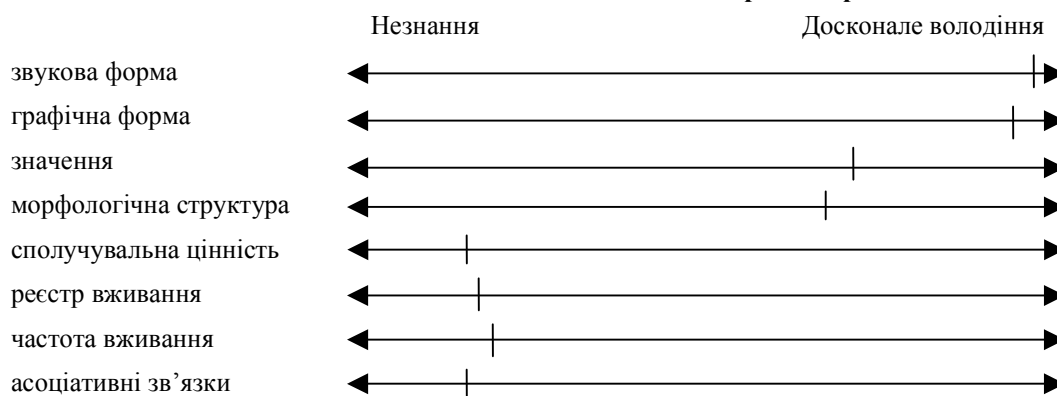 Незнання Досконале володіння
звукова форма
графічна форма
значення
морфологічна структура
сполучувальна цінність
реєстр вживання
частота вживання
асоціативні зв’язки